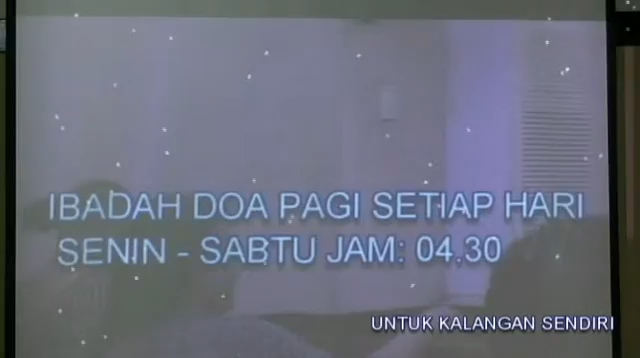 IBADAH DOA PAGI SETIAP HARI
SENIN - SABTU JAM: 04.30
UNTUK KALANGAN SENDIRI